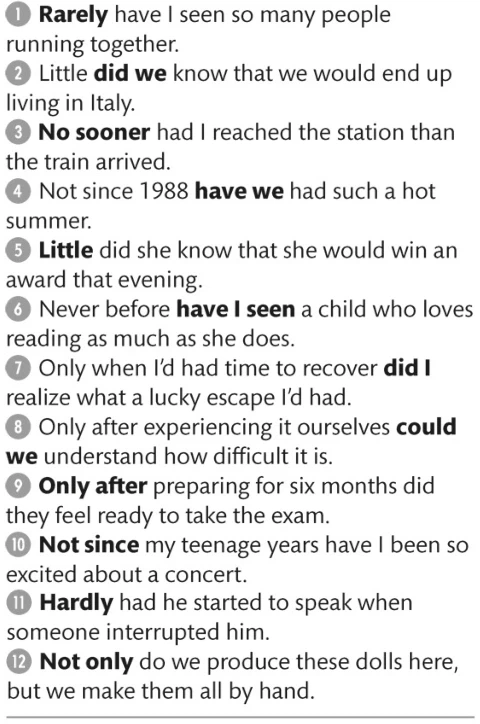 1 Rarely have I seen so many people
running together.
2 Little did we know that we would end up
living in Italy.
3 No sooner had I reached the station than
the train arrived.
4 Not since 1988 have we had such a hot
summer.
5 Little did she know that she would win an
award that evening.
6 Never before have I seen a child who loves
reading as much as she does.
7 Only when I’d had time to recover did I
realize what a lucky escape I’d had.
8 Only after experiencing it ourselves could
we understand how difficult it is.
9 Only after preparing for six months did
they feel ready to take the exam.
10 Not since my teenage years have I been so
excited about a concert.
11 Hardly had he started to speak when
someone interrupted him.
12 Not only do we produce these dolls here,
but we make them all by hand.